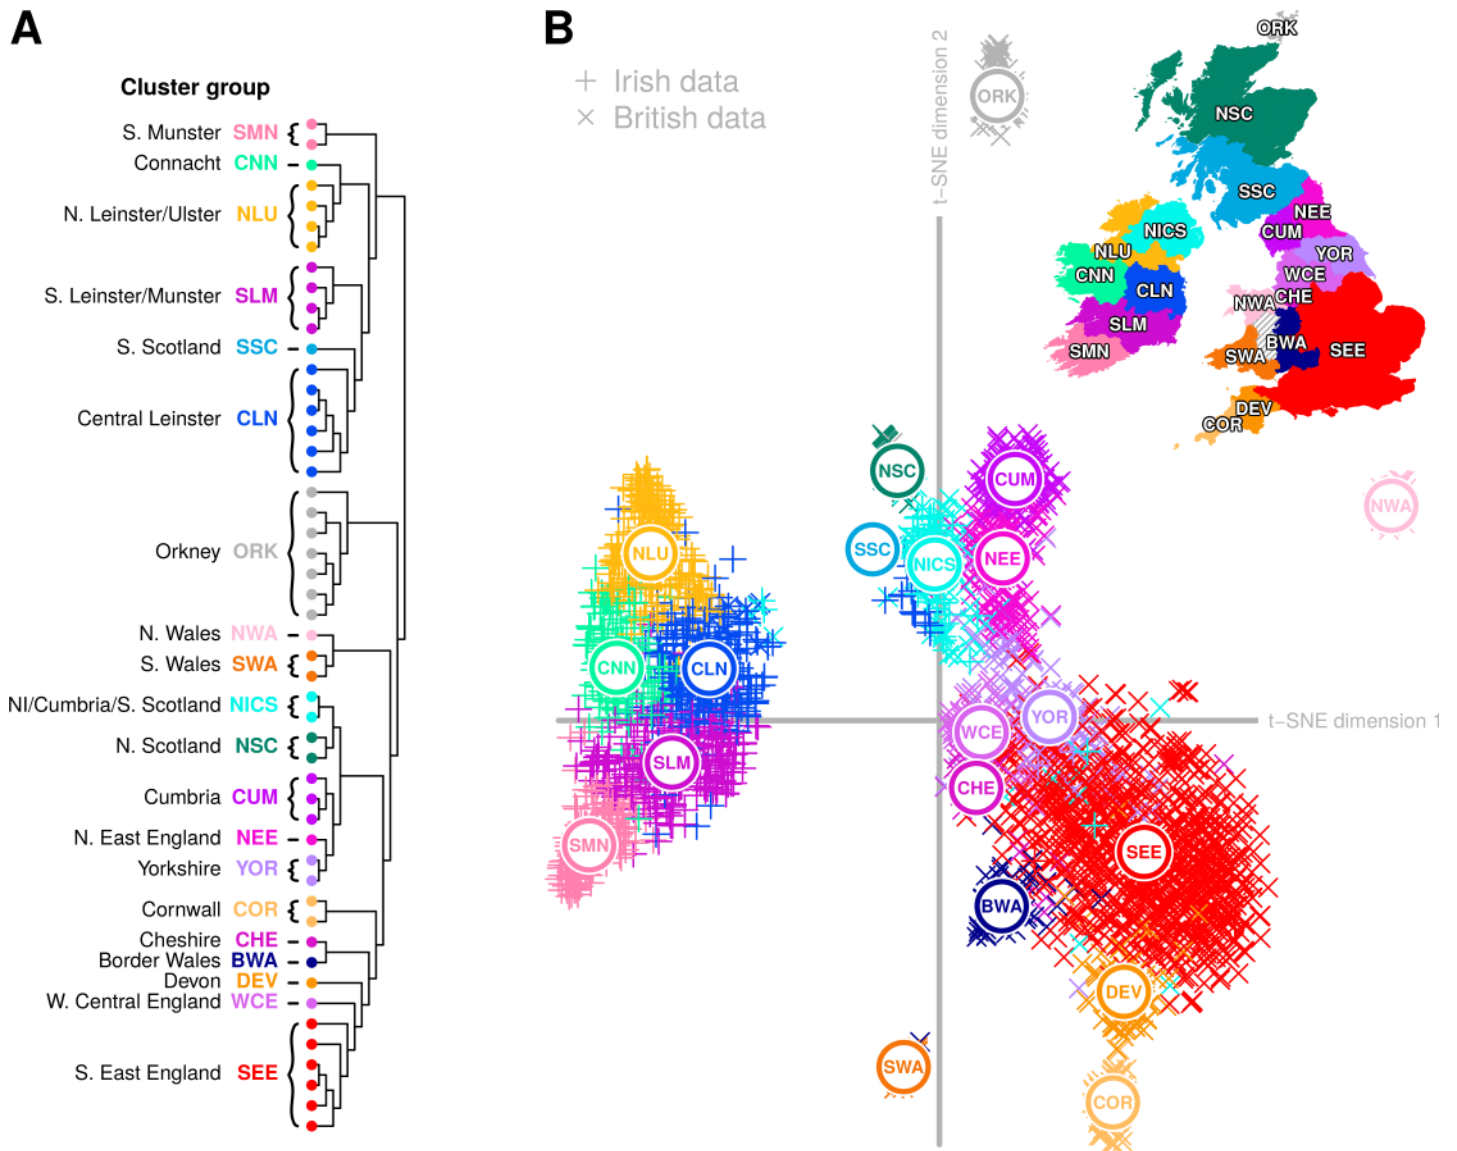 A
Cluster group
S. Munster SMN
Connacht CNN
N. Leinster/Ulster NLU
S. Leinster/Munster SLM
S. Scotland SSC
Central Leinster CLN
Orkney ORK
N. Wales NWA
S. Wales SWA
NI/Cumbria/S. Scotland NICS
N. Scotland NSC
Cumbria CUM
N. East England NEE
Yorkshire YOR
Cornwall COR
Cheshire CHE
Border Wales BWA
Devon DEV
W. Central England WCE
S. East England SEE
B
+ Irish data
× British data
t-SNE dimension 2
t-SNE dimension 1
ORK
NSC
CUM
NWA
SSC
NICS
NEE
NLU
CNN
CLN
WCE
YOR
SLM
CHE
SMN
SEE
BWA
DEV
SWA
COR
ORK
NSC
SSC
NEE
NICS
CUM
NLU
YOR
CNN
WCE
CLN
CHE
NWA
SLM
BWA
SMN
SWA
SEE
DEV
COR